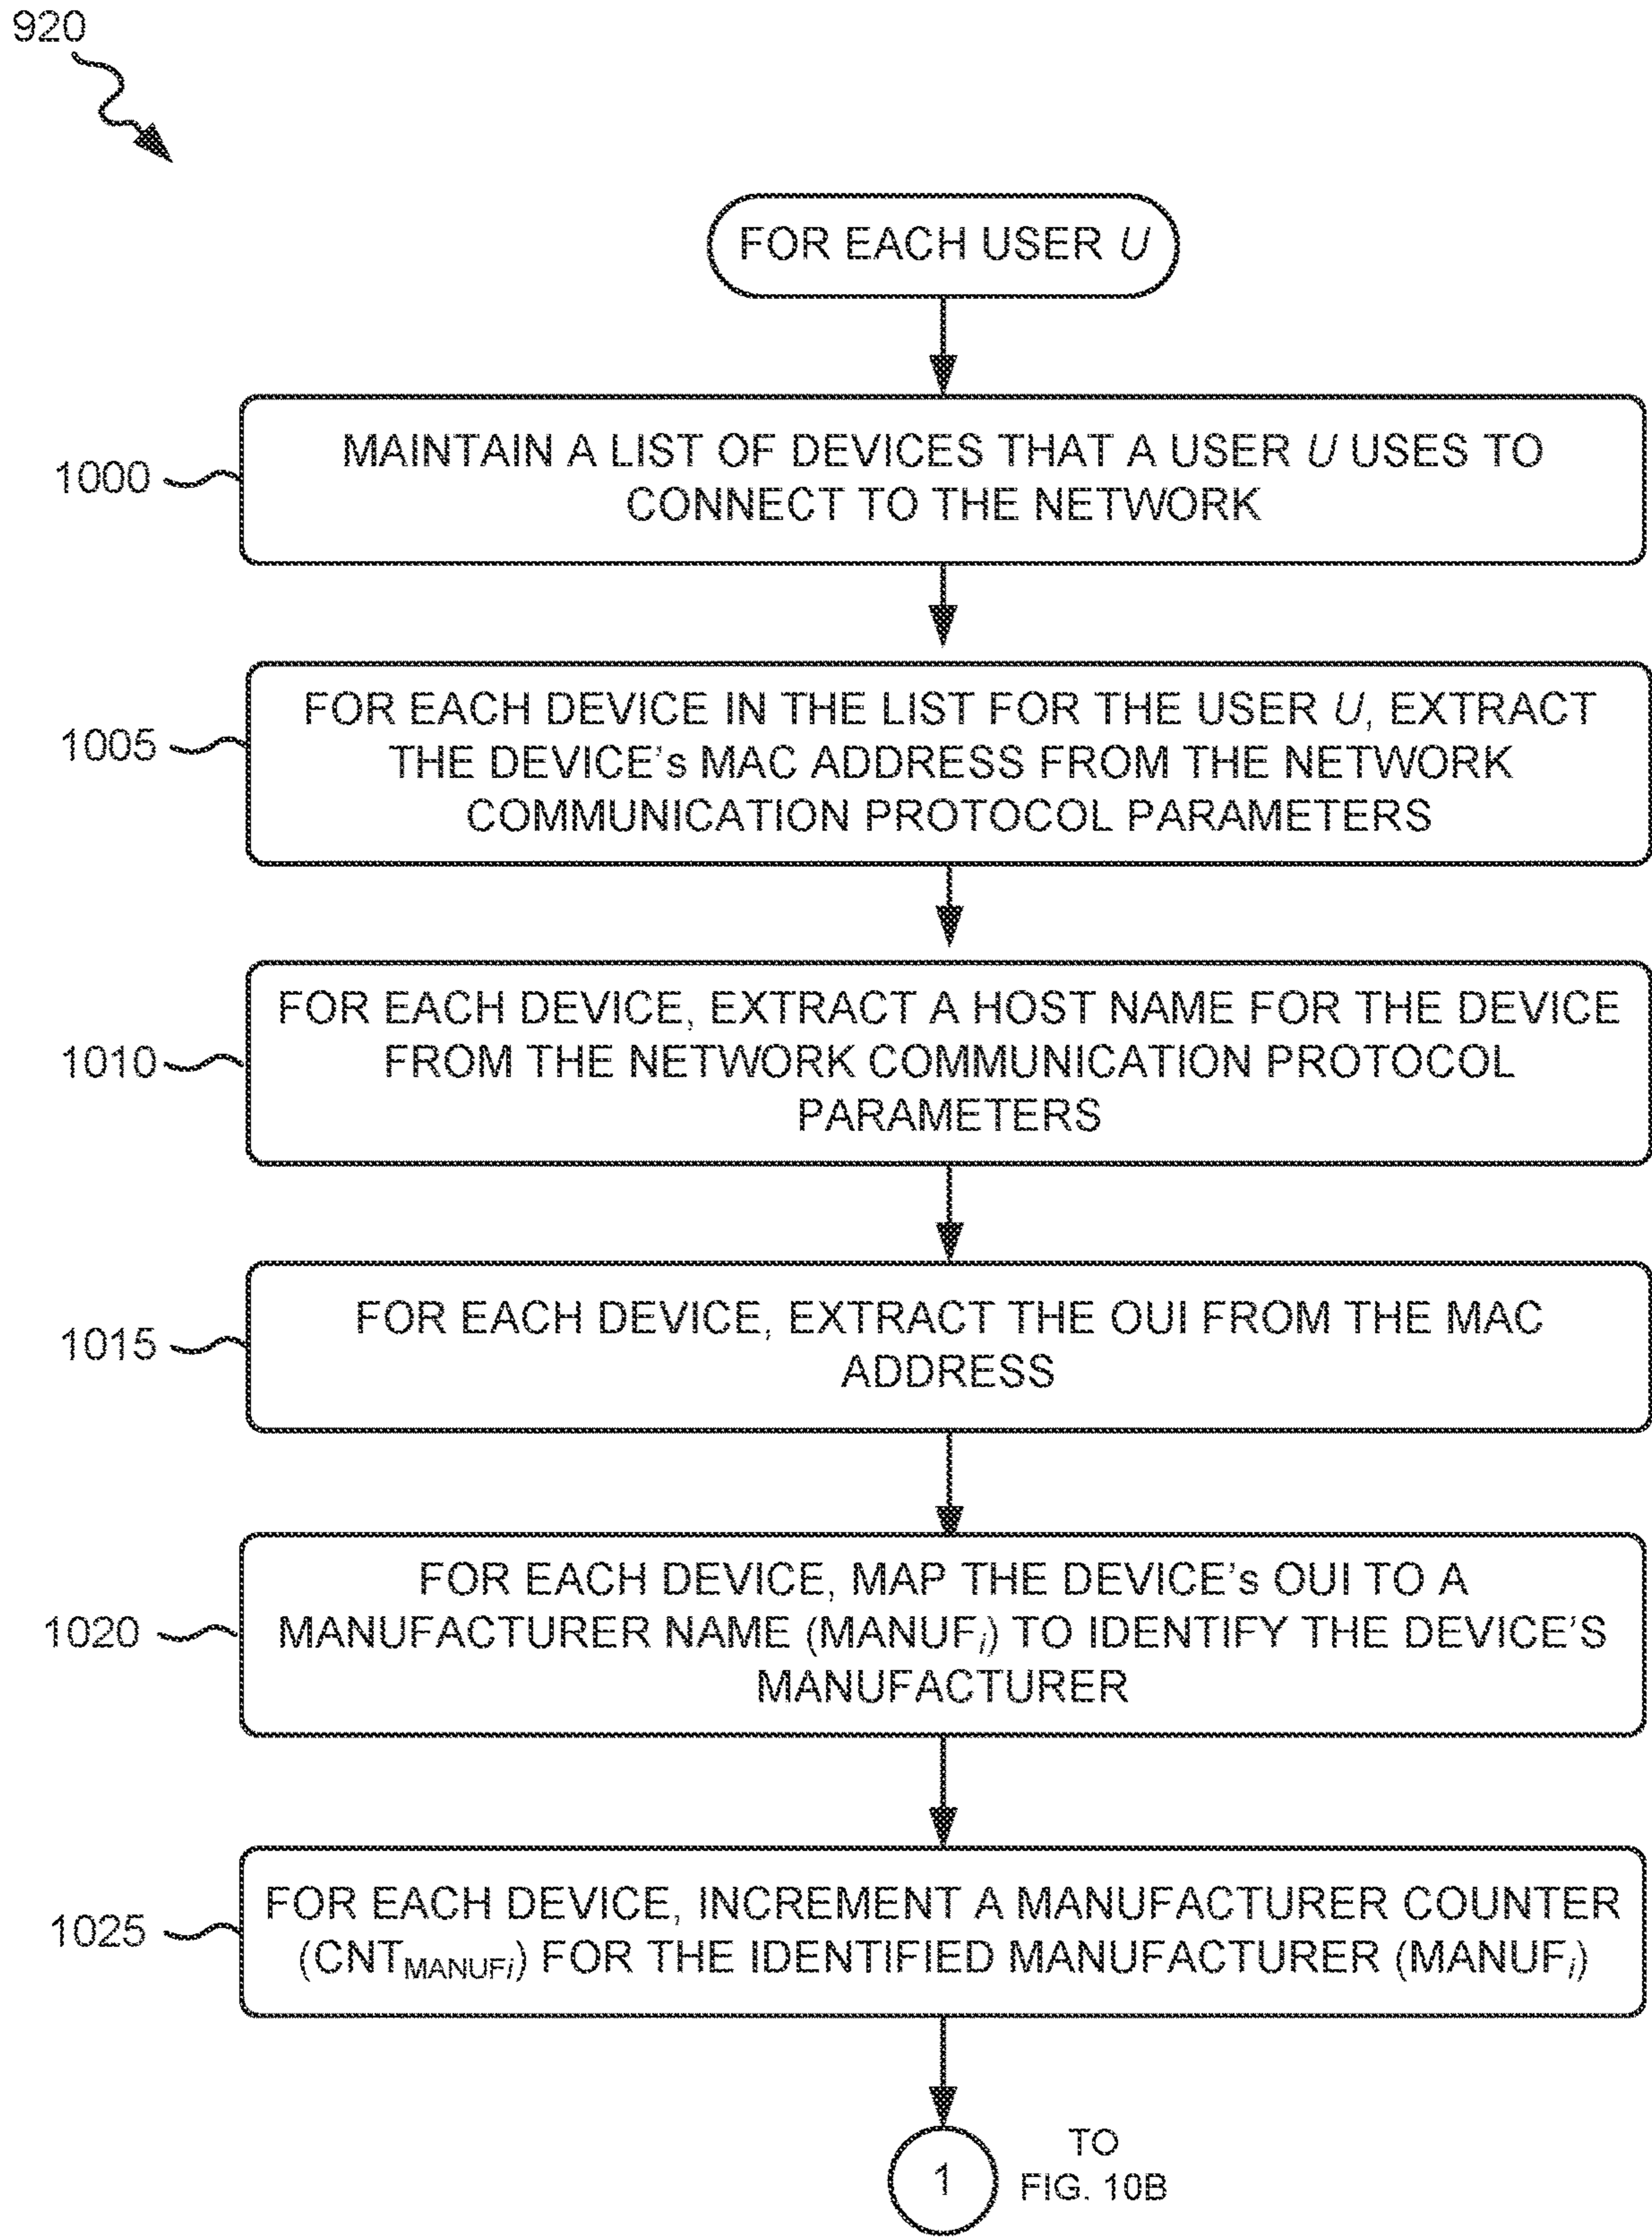 920
FOR EACH USER U
1000
MAINTAIN A LIST OF DEVICES THAT A USER U USES TO
CONNECT TO THE NETWORK
1005
FOR EACH DEVICE IN THE LIST FOR THE USER U, EXTRACT
THE DEVICE's MAC ADDRESS FROM THE NETWORK
COMMUNICATION PROTOCOL PARAMETERS
1010
FOR EACH DEVICE, EXTRACT A HOST NAME FOR THE DEVICE
FROM THE NETWORK COMMUNICATION PROTOCOL
PARAMETERS
1015
FOR EACH DEVICE, EXTRACT THE OUI FROM THE MAC
ADDRESS
1020
FOR EACH DEVICE, MAP THE DEVICE's OUI TO A
MANUFACTURER NAME (MANUFi) TO IDENTIFY THE DEVICE'S
MANUFACTURER
1025
FOR EACH DEVICE, INCREMENT A MANUFACTURER COUNTER
(CNTMANUFi) FOR THE IDENTIFIED MANUFACTURER (MANUFi)
1
TO
FIG. 10B